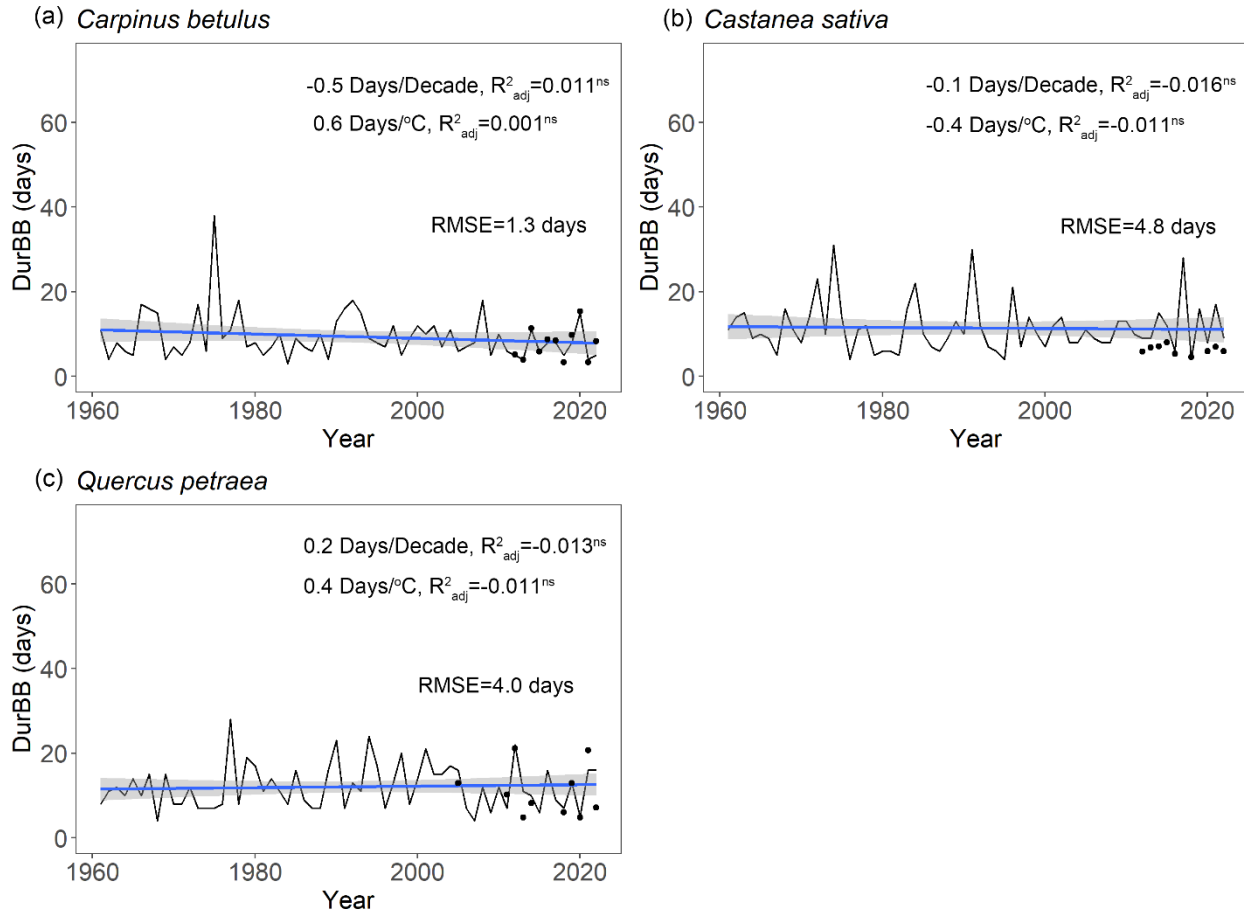 (a) Carpinus betulus
-0.5 Days/Decade, R²adj=0.011ns
0.6 Days/°C, R²adj=0.001ns
RMSE=1.3 days
DurBB (days)
60
40
20
0
1960 1980 2000 2020
Year
(b) Castanea sativa
-0.1 Days/Decade, R²adj=-0.016ns
-0.4 Days/°C, R²adj=-0.011ns
RMSE=4.8 days
DurBB (days)
60
40
20
0
1960 1980 2000 2020
Year
(c) Quercus petraea
0.2 Days/Decade, R²adj=-0.013ns
0.4 Days/°C, R²adj=-0.011ns
RMSE=4.0 days
DurBB (days)
60
40
20
0
1960 1980 2000 2020
Year